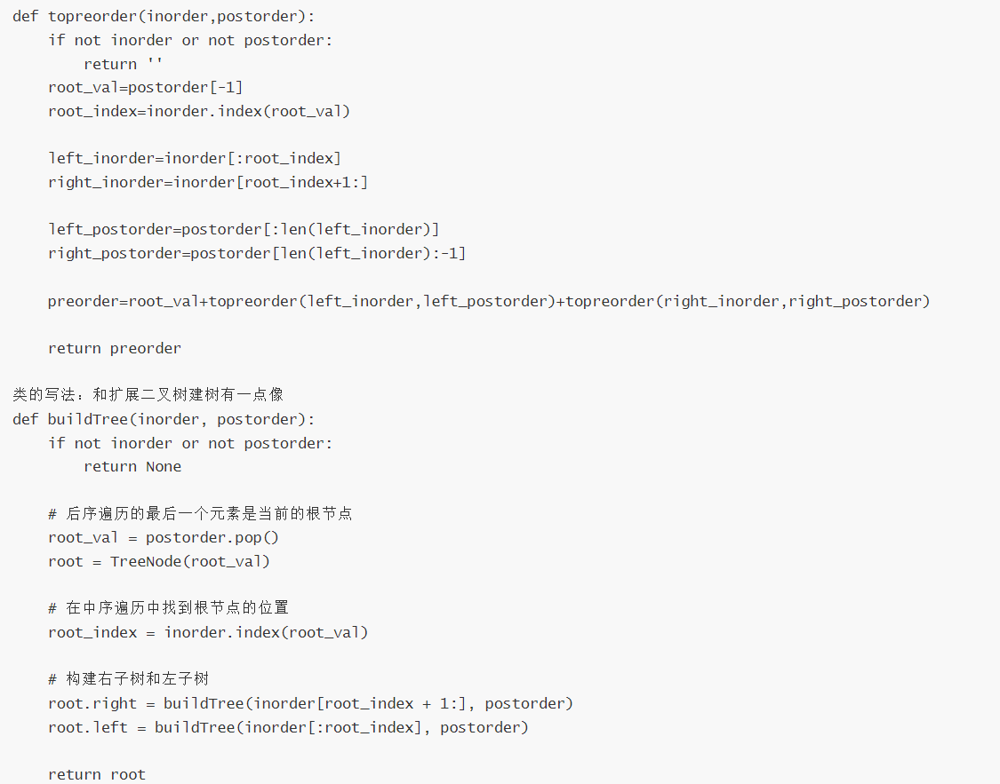 def topreorder(inorder,postorder):
    if not inorder or not postorder:
        return ''
    root_val=postorder[-1]
    root_index=inorder.index(root_val)

    left_inorder=inorder[:root_index]
    right_inorder=inorder[root_index+1:]

    left_postorder=postorder[:len(left_inorder)]
    right_postorder=postorder[len(left_inorder):-1]

    preorder=root_val+topreorder(left_inorder,left_postorder)+topreorder(right_inorder,right_postorder)

    return preorder

类的写法：和扩展二叉树建树有一点像
def buildTree(inorder, postorder):
    if not inorder or not postorder:
        return None

    # 后序遍历的最后一个元素是当前的根节点
    root_val = postorder.pop()
    root = TreeNode(root_val)

    # 在中序遍历中找到根节点的位置
    root_index = inorder.index(root_val)

    # 构建右子树和左子树
    root.right = buildTree(inorder[root_index + 1:], postorder)
    root.left = buildTree(inorder[:root_index], postorder)

    return root